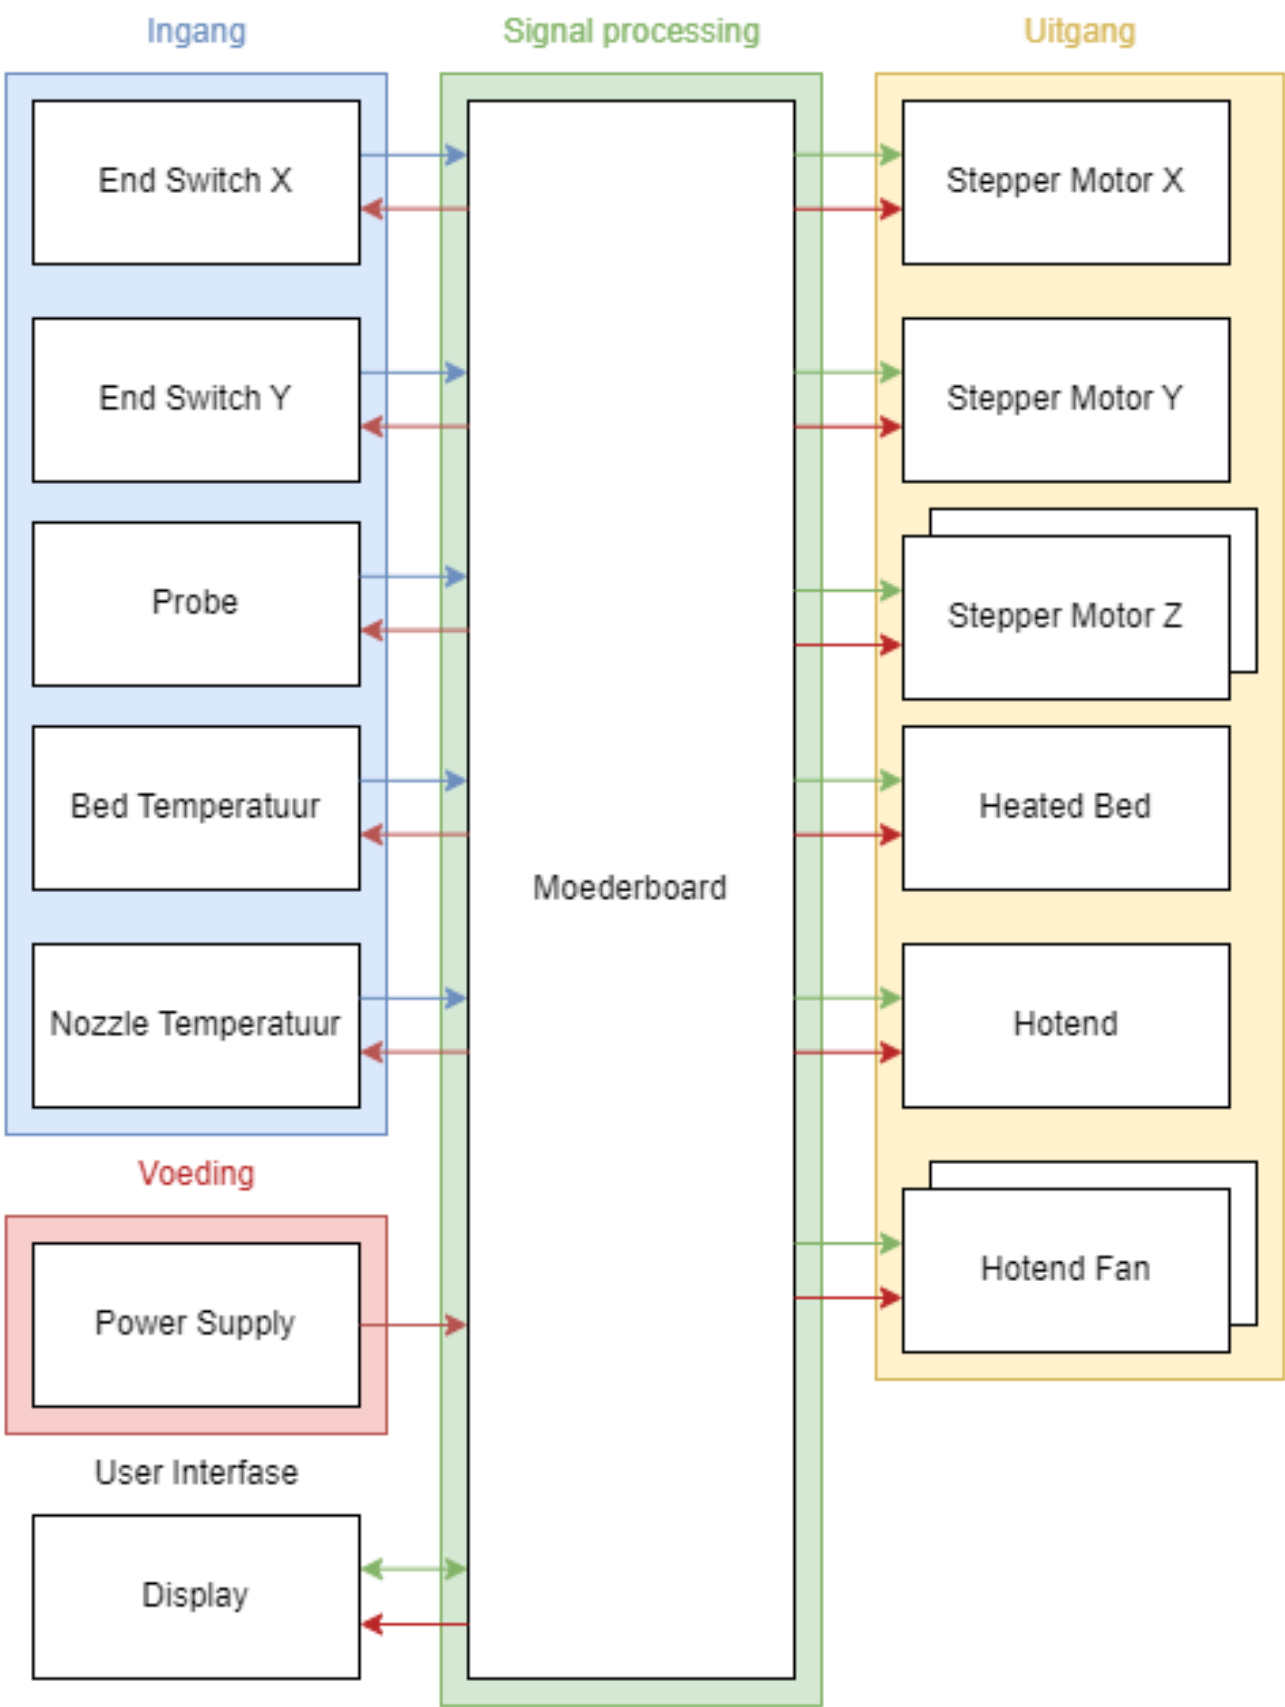 Ingang
Signal processing
Uitgang
End Switch X
Stepper Motor X
End Switch Y
Stepper Motor Y
Probe
Stepper Motor Z
Bed Temperatuur
Heated Bed
Moederboard
Nozzle Temperatuur
Hotend
Voeding
Power Supply
Hotend Fan
User Interfase
Display